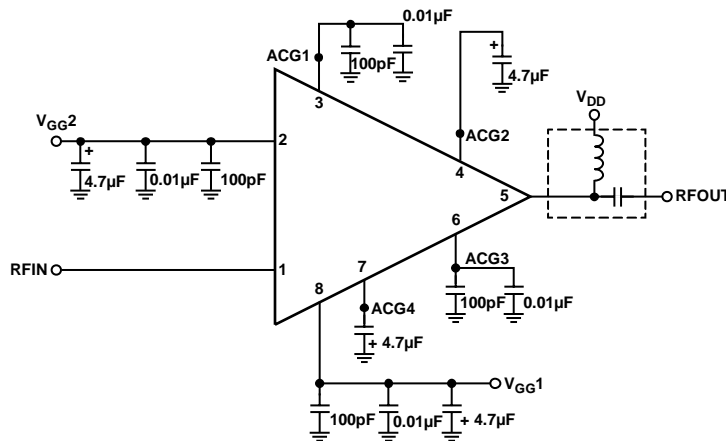 0.01µF
ACG1
100pF
+
4.7µF
3
VDD
VGG2
ACG2
2
+
4.7µF
0.01µF
100pF
4
5
RFOUT
6
RFIN
1
7
ACG3
8
ACG4
100pF
0.01µF
+ 4.7µF
VGG1
100pF
0.01µF
+ 4.7µF